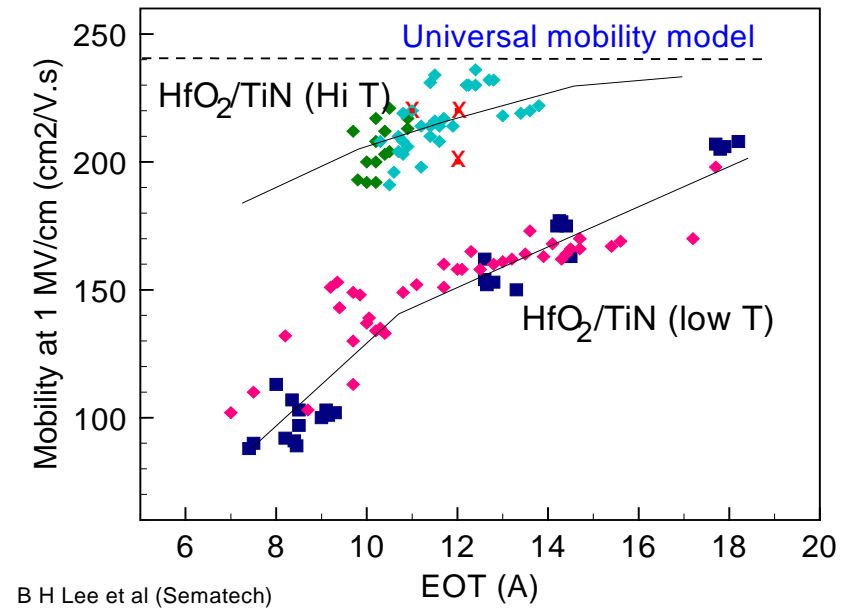 Universal mobility model
HfO2/TiN (Hi T)
HfO2/TiN (low T)
Mobility at 1 MV/cm (cm2/V.s)
250
200
150
100
6 8 10 12 14 16 18 20
EOT (A)
B H Lee et al (Sematech)
X X
X